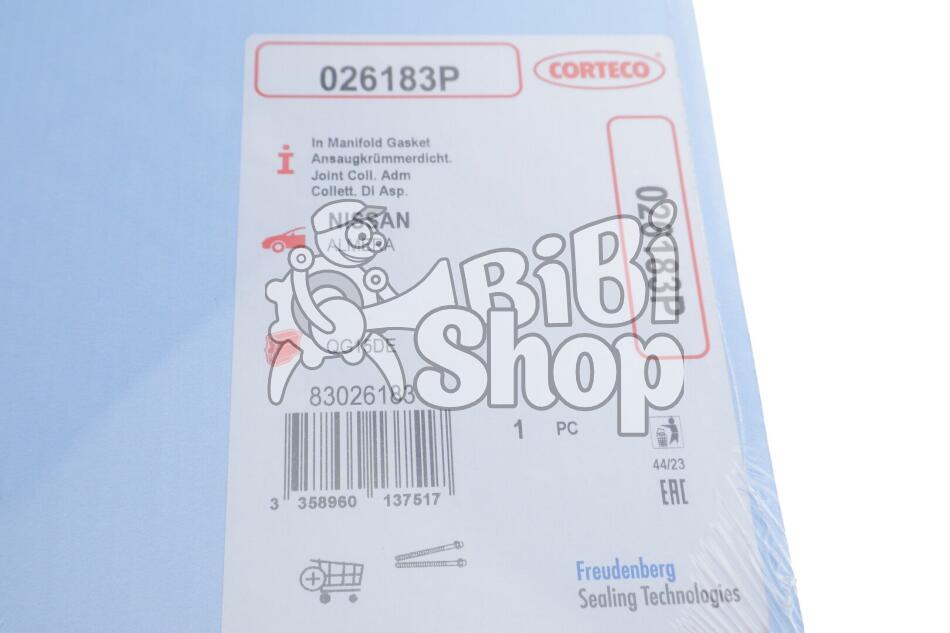 026183P
CORTECO
In Manifold Gasket
Ansaugkrümmerdicht.
Joint Coll. Adm
Collett. Di Asp.
NISSAN
ALMERA
026183P
BiBi
Shop
QG15DE
83026183
1 PC
3 358960 137517
44/23
EAC
Freudenberg
Sealing Technologies